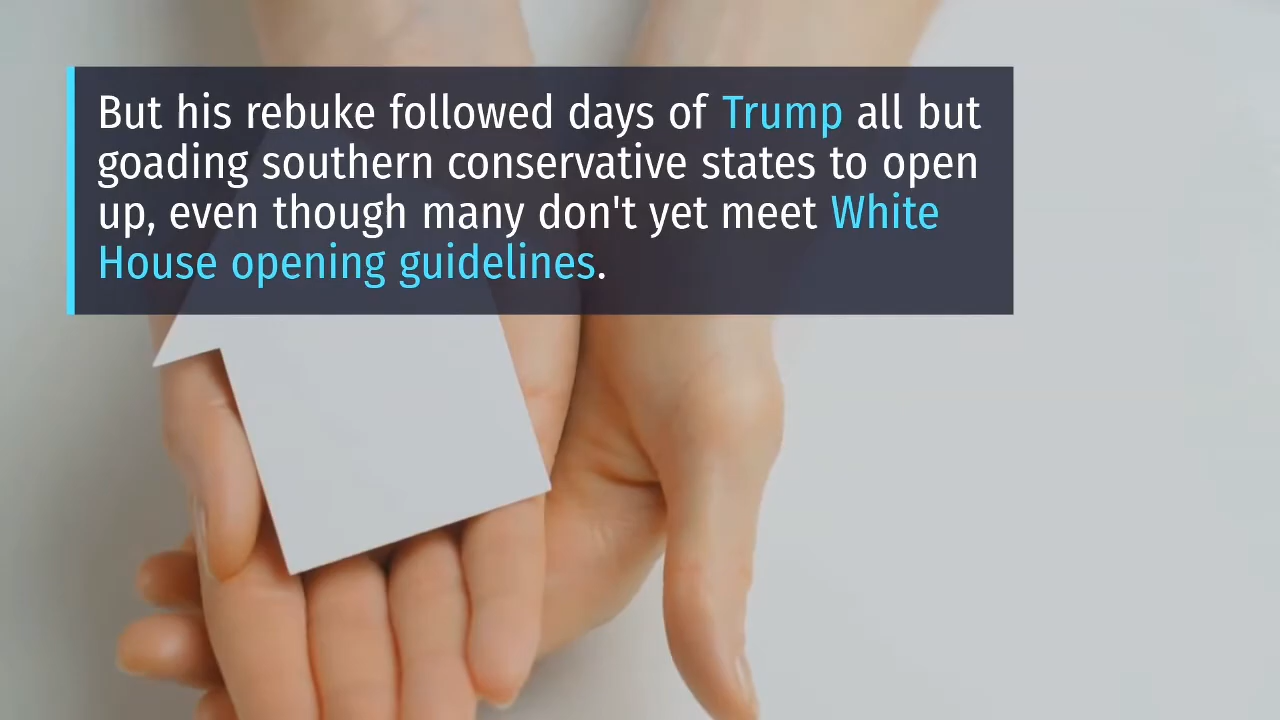 But his rebuke followed days of Trump all but
goading southern conservative states to open
up, even though many don't yet meet White
House opening guidelines.